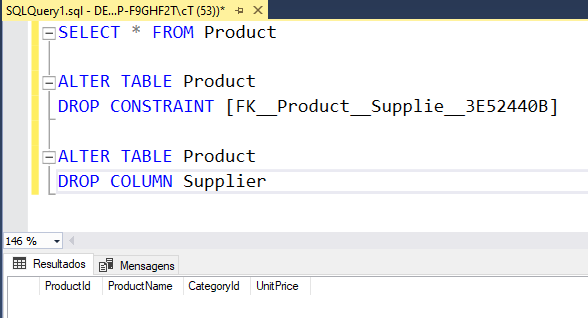 SQLQuery1.sql - DE...P-F9GHF2T\cT (53))*
SELECT * FROM Product
ALTER TABLE Product
DROP CONSTRAINT [FK__Product__Supplie__3E52440B]
ALTER TABLE Product
DROP COLUMN Supplier
146 %
Resultados Mensagens
ProductId ProductName CategoryId UnitPrice